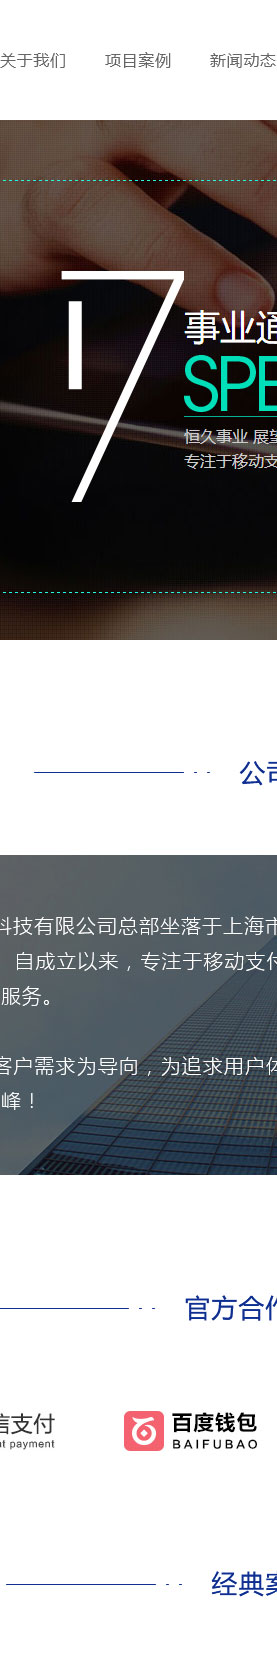 关于我们 项目案例 新闻动态
17
事业通
SPE
恒久事业 展望
专注于移动支
公司
科技有限公司总部坐落于上海市
自成立以来，专注于移动支付
服务。
客户需求为导向，为追求用户体
峰！
官方合作
信支付
at payment
百度钱包
BAIFUBAO
经典案